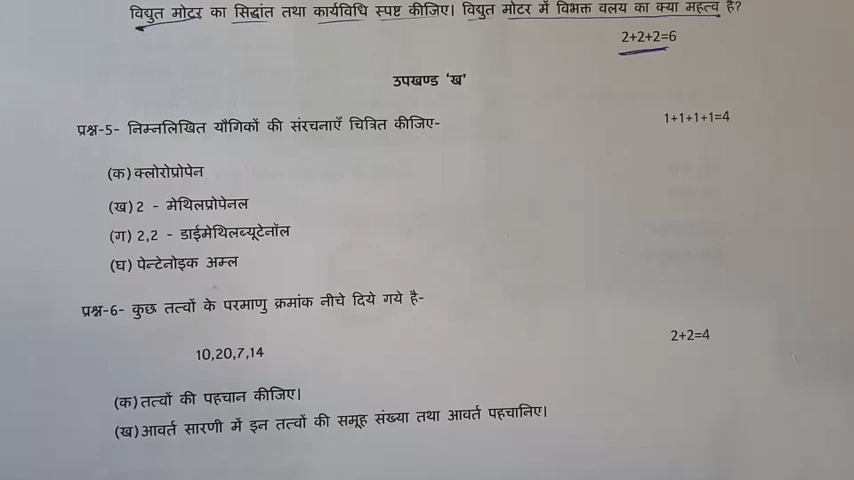 विद्युत मोटर का सिद्धांत तथा कार्यविधि स्पष्ट कीजिए। विद्युत मोटर में विभक्त वलय का क्या महत्व है?
2+2+2=6
उपखण्ड ‘ख’
प्रश्न-5- निम्नलिखित यौगिकों की संरचनाएँ चित्रित कीजिए- 1+1+1+1=4
(क) क्लोरोप्रोपेन
(ख) 2 - मेथिलप्रोपेनल
(ग) 2,2 - डाईमेथिलब्यूटेनॉल
(घ) पेन्टेनोइक अम्ल
प्रश्न-6- कुछ तत्वों के परमाणु क्रमांक नीचे दिये गये है-
2+2=4
10,20,7,14
(क) तत्वों की पहचान कीजिए।
(ख) आवर्त सारणी में इन तत्वों की समूह संख्या तथा आवर्त पहचानिए।